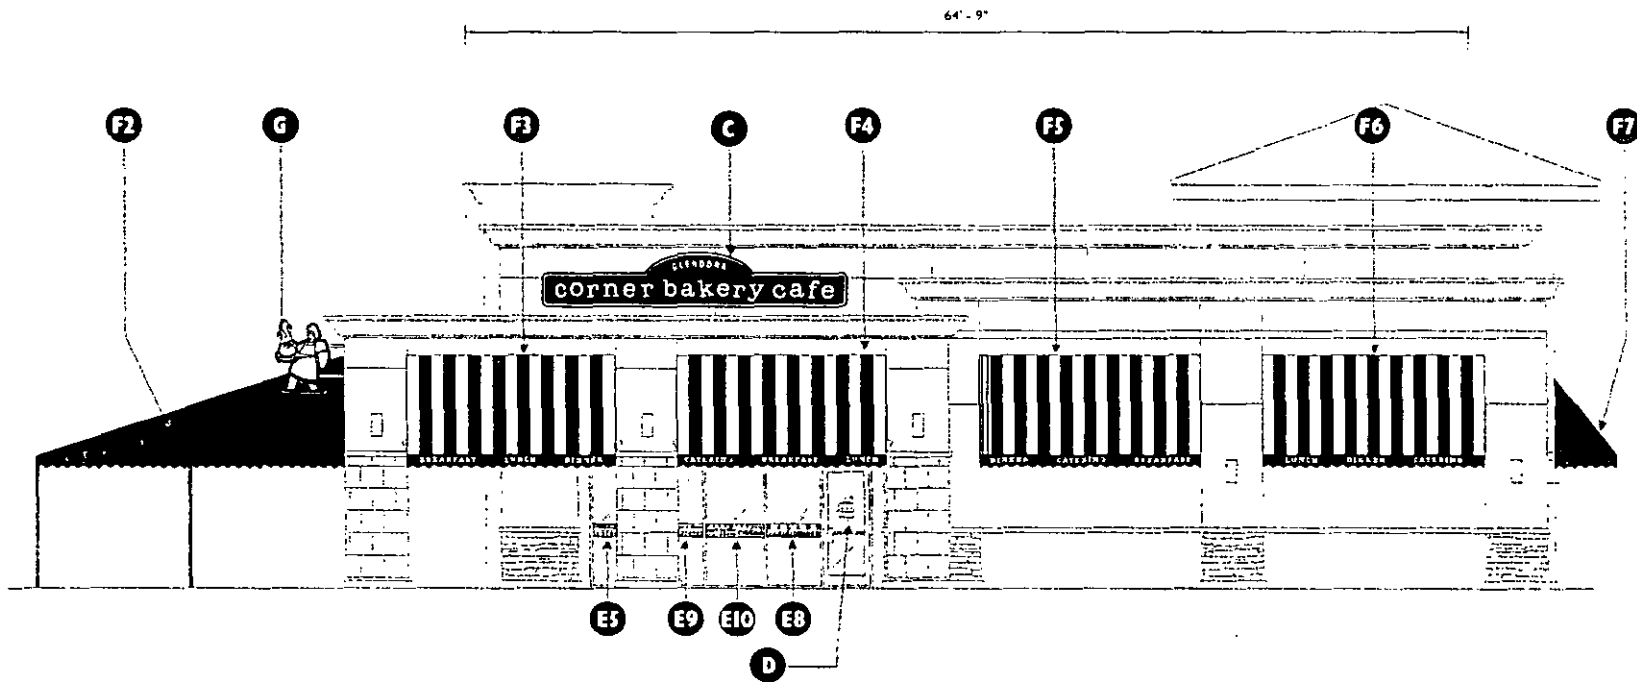 64' - 9"
F2 G F3 C F4 F5 F6 F7
GLENDORA
corner bakery cafe
BREAKFAST LUNCH DINNER CATERING BREAKFAST LUNCH DINNER CATERING BREAKFAST LUNCH DINNER CATERING
E5 E9 E10 E8
D